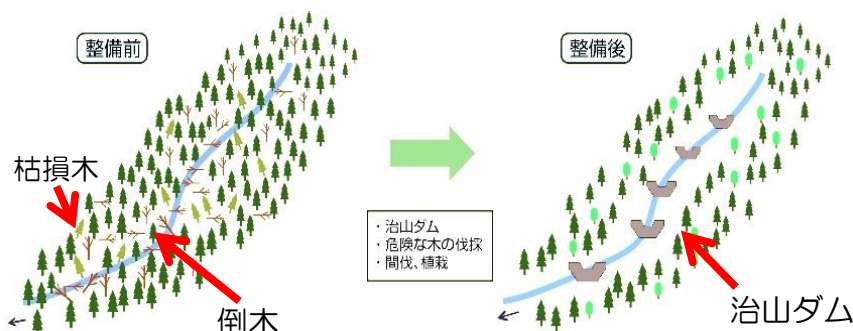 整備前
整備後
枯損木
・治山ダム
・危険な木の伐採
・間伐、植栽
倒木
治山ダム